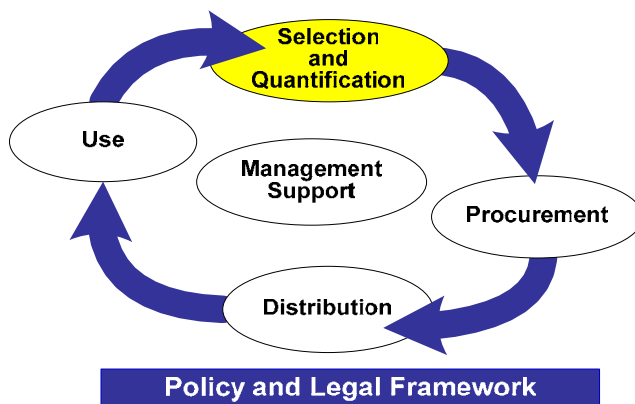 Selection
and
Quantification
Use
Management
Support
Procurement
Distribution
Policy and Legal Framework